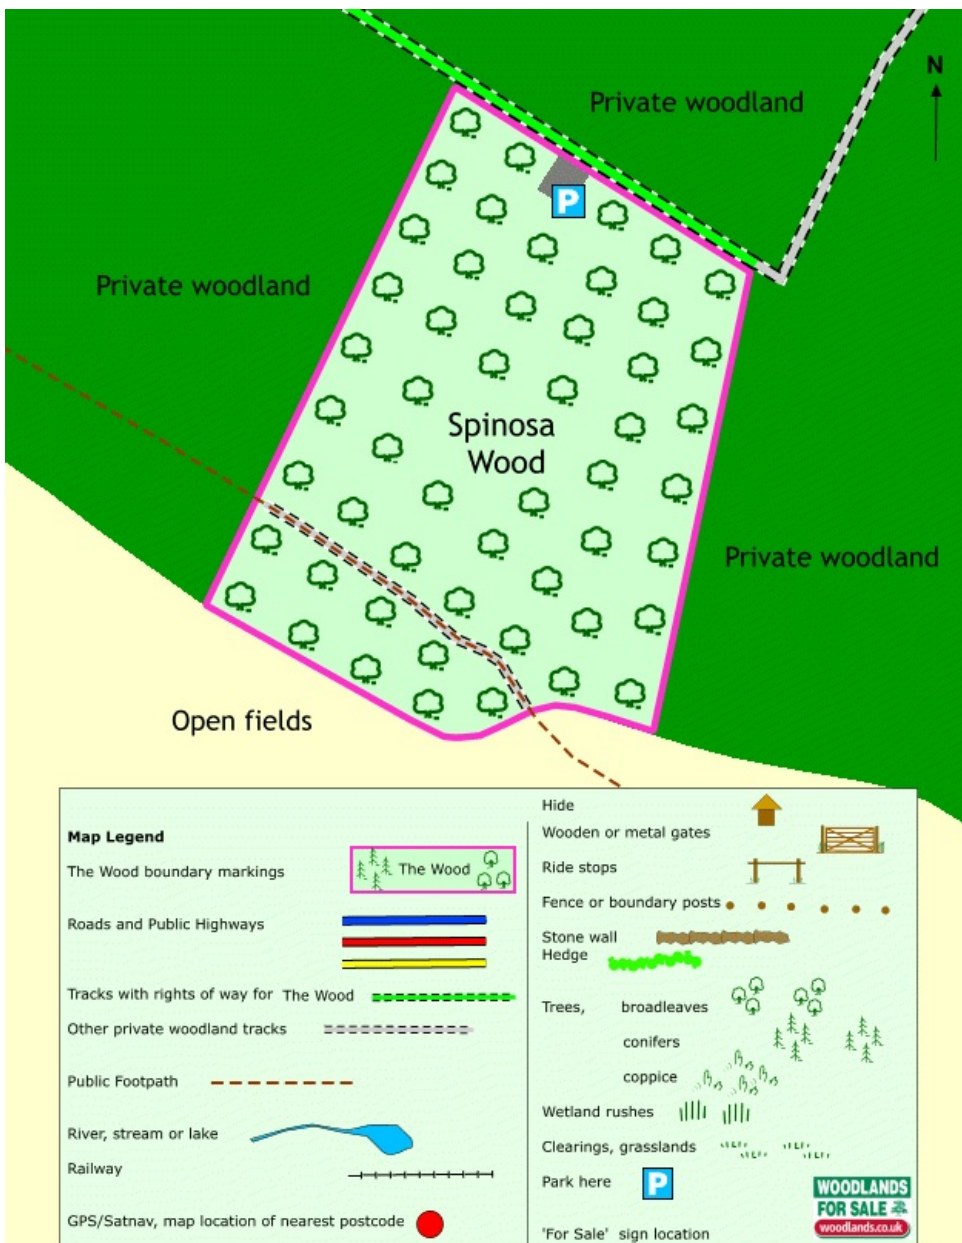 N
Private woodland
P
Private woodland
Spinosa
Wood
Private woodland
Open fields
Map Legend
The Wood boundary markings
The Wood
Roads and Public Highways
Tracks with rights of way for The Wood
Other private woodland tracks
Public Footpath
River, stream or lake
Railway
GPS/Satnav, map location of nearest postcode
Hide
Wooden or metal gates
Ride stops
Fence or boundary posts
Stone wall
Hedge
Trees, broadleaves
conifers
coppice
Wetland rushes
Clearings, grasslands
Park here P
'For Sale' sign location
WOODLANDS
FOR SALE
woodlands.co.uk